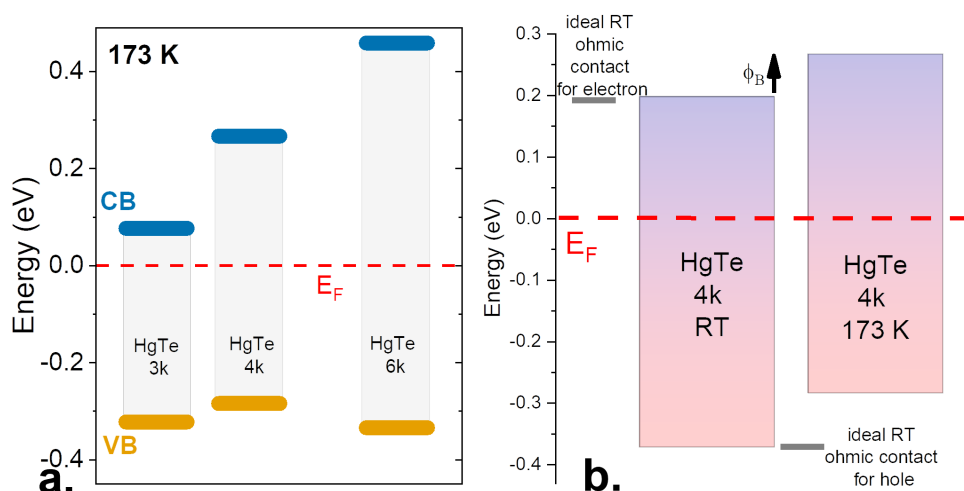 173 K
Energy (eV)
0.4
0.2
0.0
-0.2
-0.4
CB
VB
E_F
HgTe
3k
HgTe
4k
HgTe
6k
a.
Energy (eV)
0.3
0.2
0.1
0.0
-0.1
-0.2
-0.3
-0.4
ideal RT
ohmic
contact
for electron
ϕ_B
E_F
HgTe
4k
RT
HgTe
4k
173 K
ideal RT
ohmic contact
for hole
b.